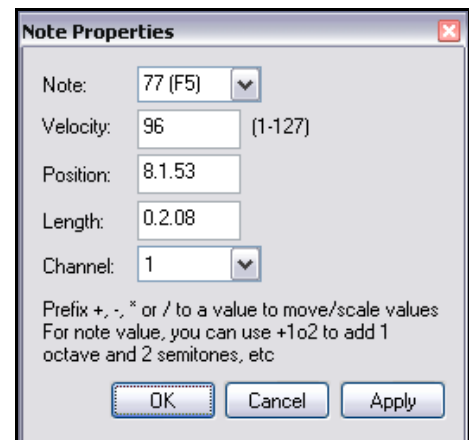 Note Properties
Note: 77 (F5)
Velocity: 96 (1-127)
Position: 8.1.53
Length: 0.2.08
Channel: 1
Prefix +, -, * or / to a value to move/scale values
For note value, you can use +1o2 to add 1
octave and 2 semitones, etc
OK Cancel Apply